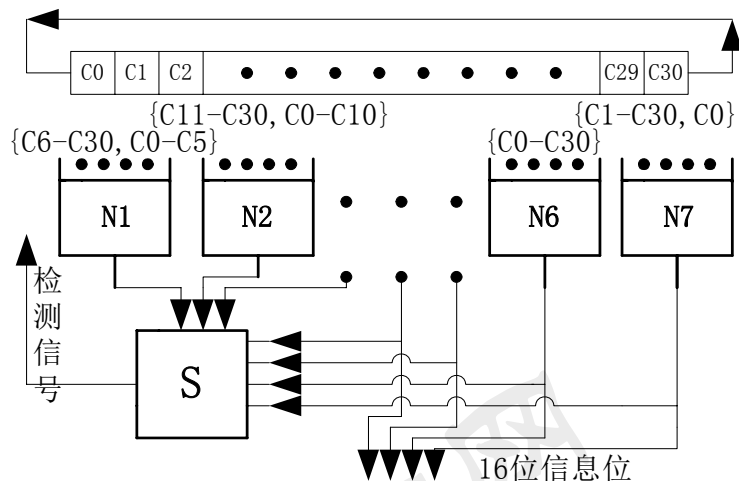 C0 C1 C2 C29 C30
{C11-C30,C0-C10} {C1-C30,C0}
{C6-C30,C0-C5} {C0-C30}
N1 N2 N6 N7
检测信号
S
16位信息位